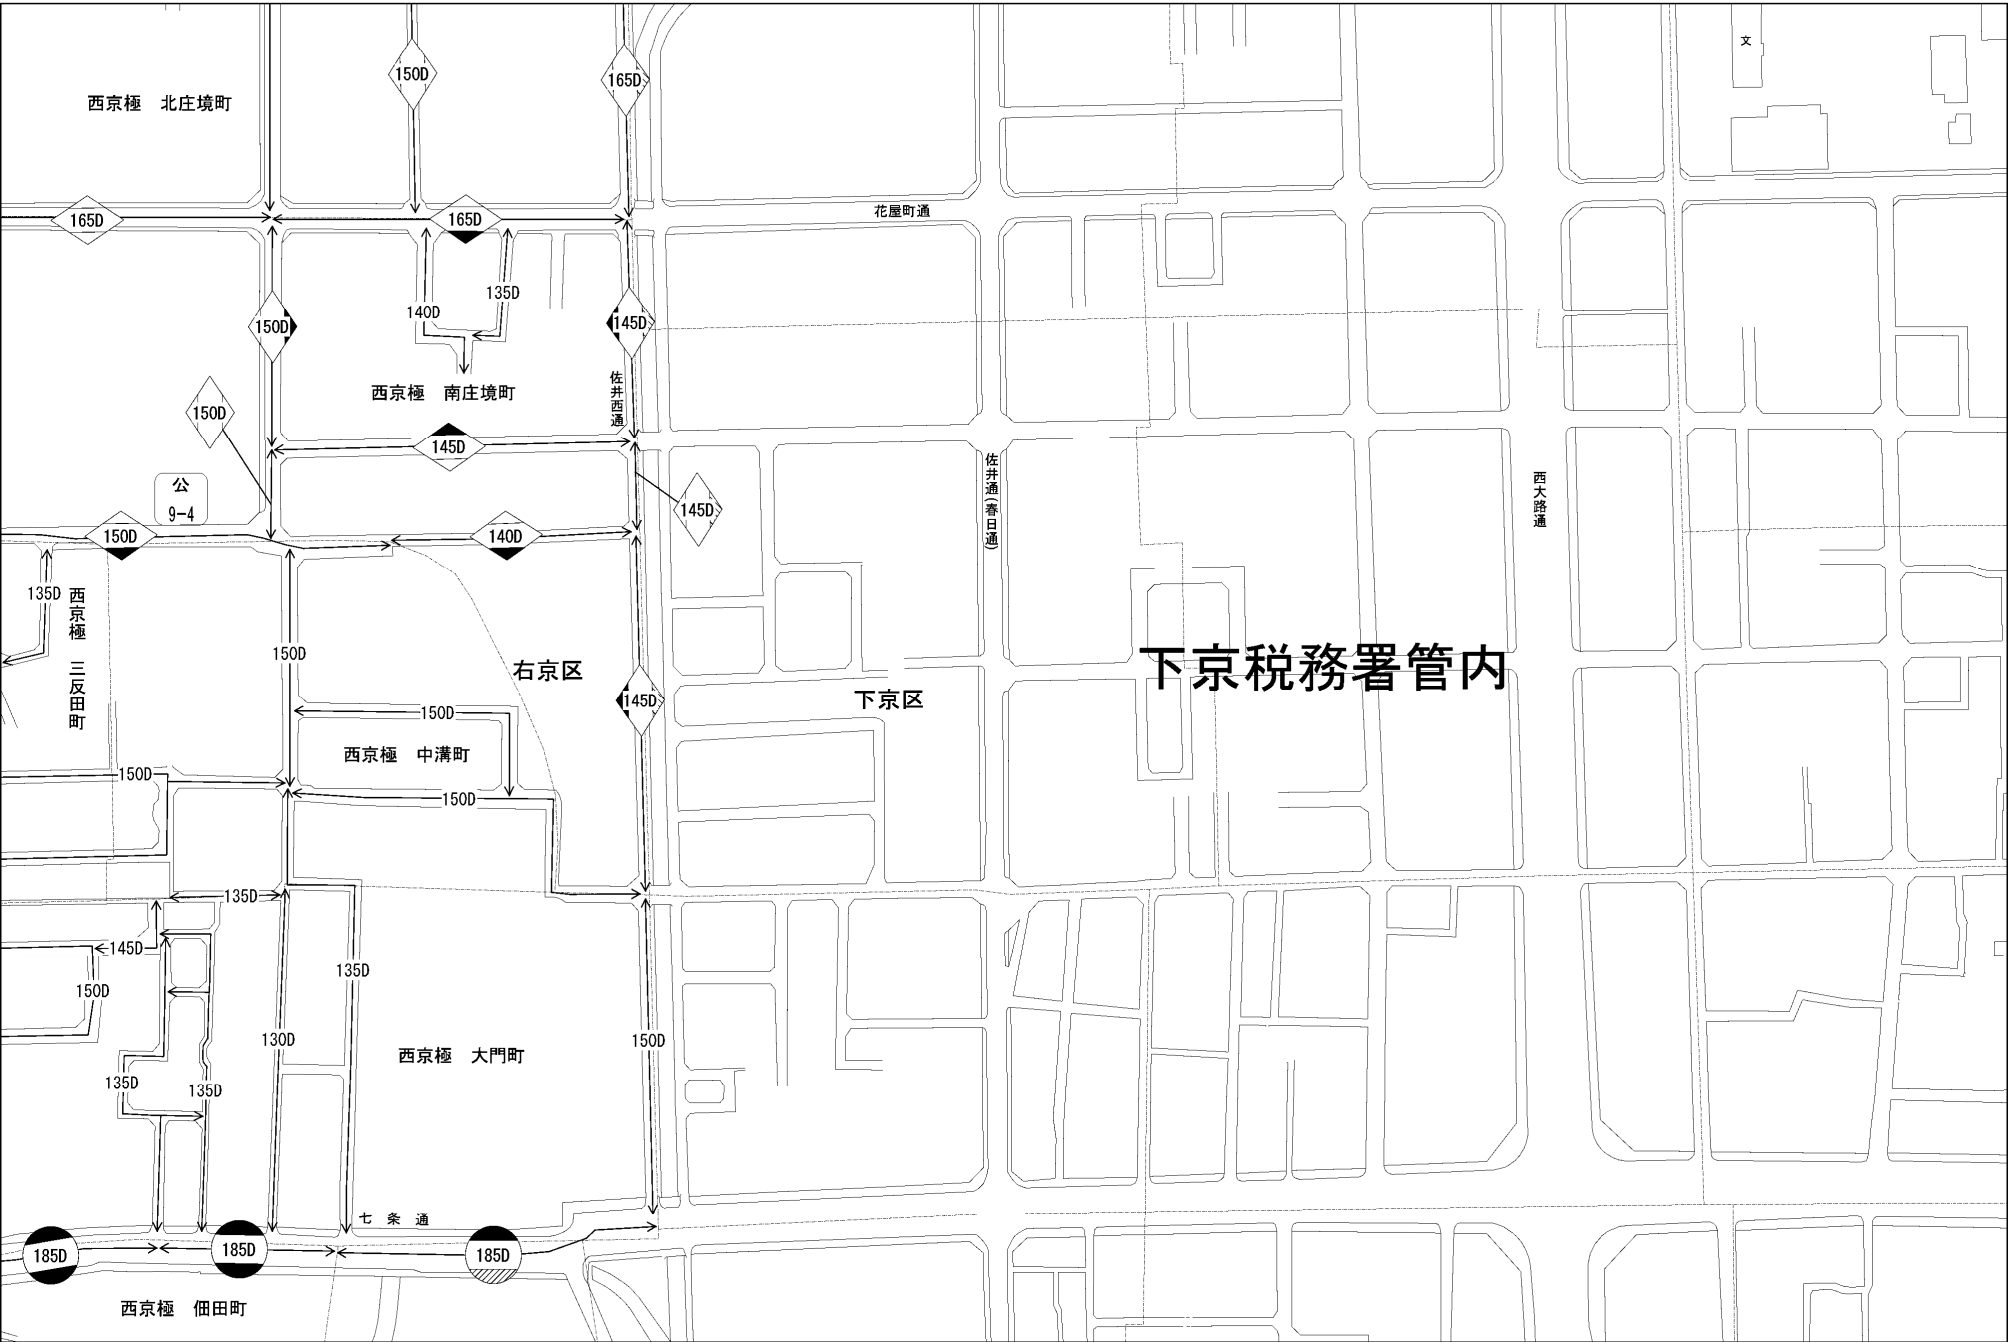 文
150D
165D
西京極　北庄境町
165D
165D
花屋町通
135D
140D
150D
145D
西京極　南庄境町
佐井西通
150D
145D
公
9-4
佐井通(春日通)
西大路通
145D
150D
140D
135D
西京極　三反田町
150D
右京区
下京税務署管内
下京区
145D
150D
西京極　中溝町
150D
150D
135D
145D
135D
150D
130D
150D
西京極　大門町
135D
135D
七条通
185D
185D
185D
西京極　佃田町